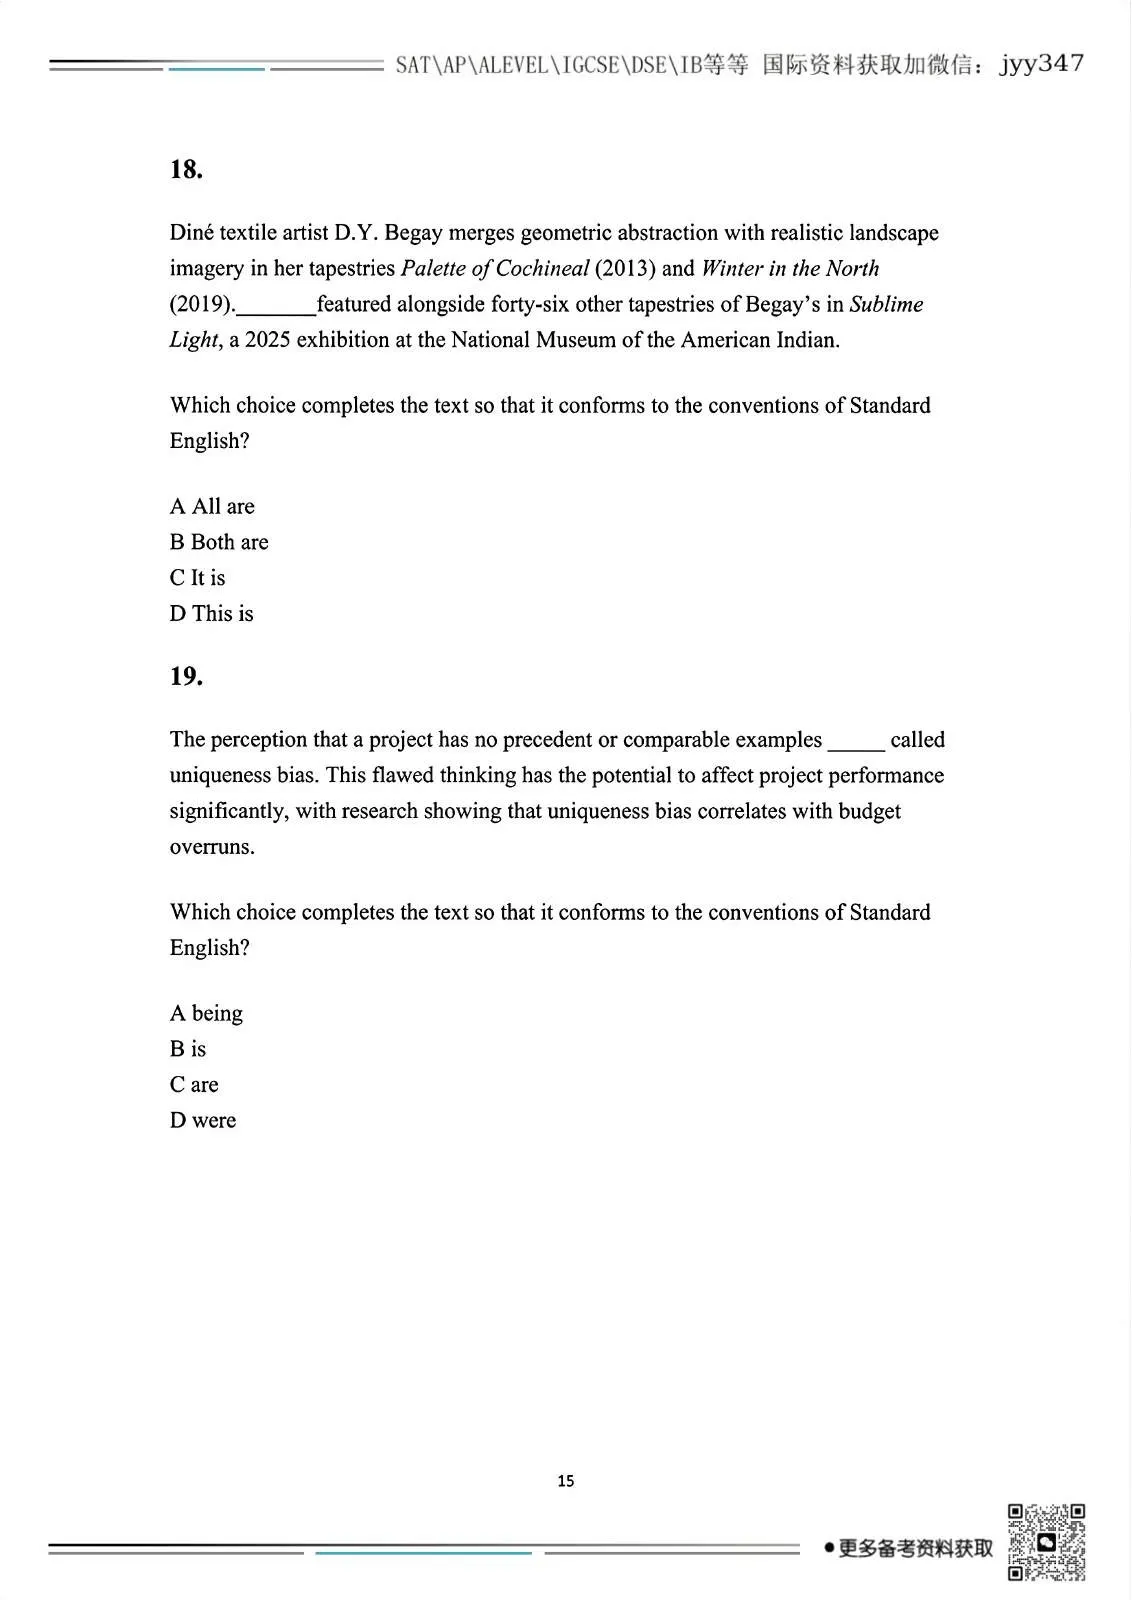 SAT\AP\ALEVEL\IGCSE\DSE\IB等等 国际资料获取加微信：jyy347
18.
Diné textile artist D.Y. Begay merges geometric abstraction with realistic landscape
imagery in her tapestries Palette of Cochineal (2013) and Winter in the North
(2019)._______featured alongside forty-six other tapestries of Begay’s in Sublime
Light, a 2025 exhibition at the National Museum of the American Indian.
Which choice completes the text so that it conforms to the conventions of Standard
English?
A All are
B Both are
C It is
D This is
19.
The perception that a project has no precedent or comparable examples _____ called
uniqueness bias. This flawed thinking has the potential to affect project performance
significantly, with research showing that uniqueness bias correlates with budget
overruns.
Which choice completes the text so that it conforms to the conventions of Standard
English?
A being
B is
C are
D were
15
●更多备考资料获取